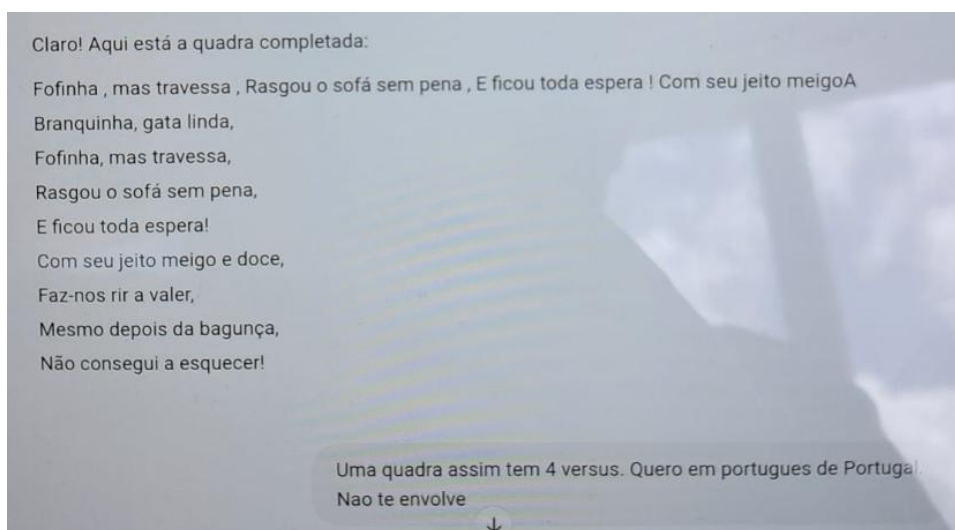 Claro! Aqui está a quadra completada:
Fofinha , mas travessa , Rasgou o sofá sem pena , E ficou toda espera ! Com seu jeito meigoA
Branquinha, gata linda,
Fofinha, mas travessa,
Rasgou o sofá sem pena,
E ficou toda espera!
Com seu jeito meigo e doce,
Faz-nos rir a valer,
Mesmo depois da bagunça,
Não consegui a esquecer!
Uma quadra assim tem 4 versus. Quero em portugues de Portugal.
Nao te envolve